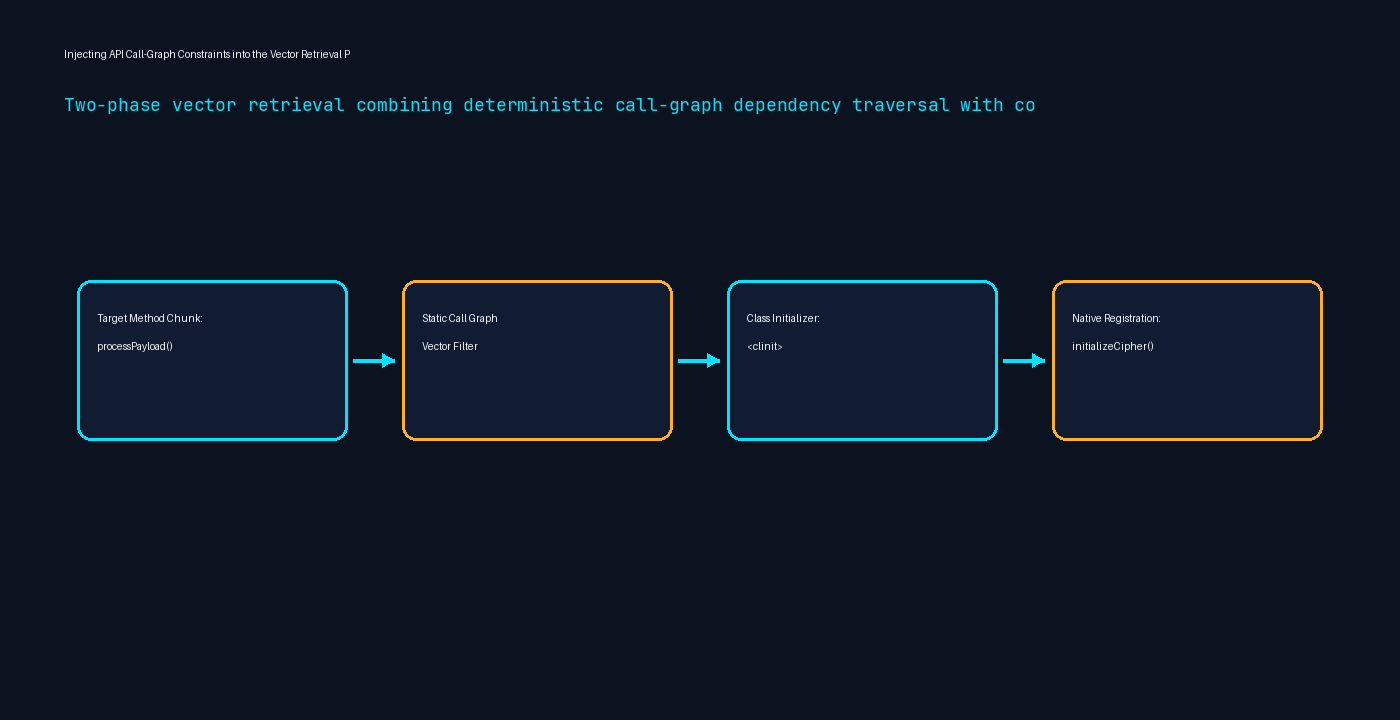 Injecting API Call-Graph Constraints into the Vector Retrieval P
Two-phase vector retrieval combining deterministic call-graph dependency traversal with co
Target Method Chunk:
processPayload()
Static Call Graph
Vector Filter
Class Initializer:
<clinit>
Native Registration:
initializeCipher()